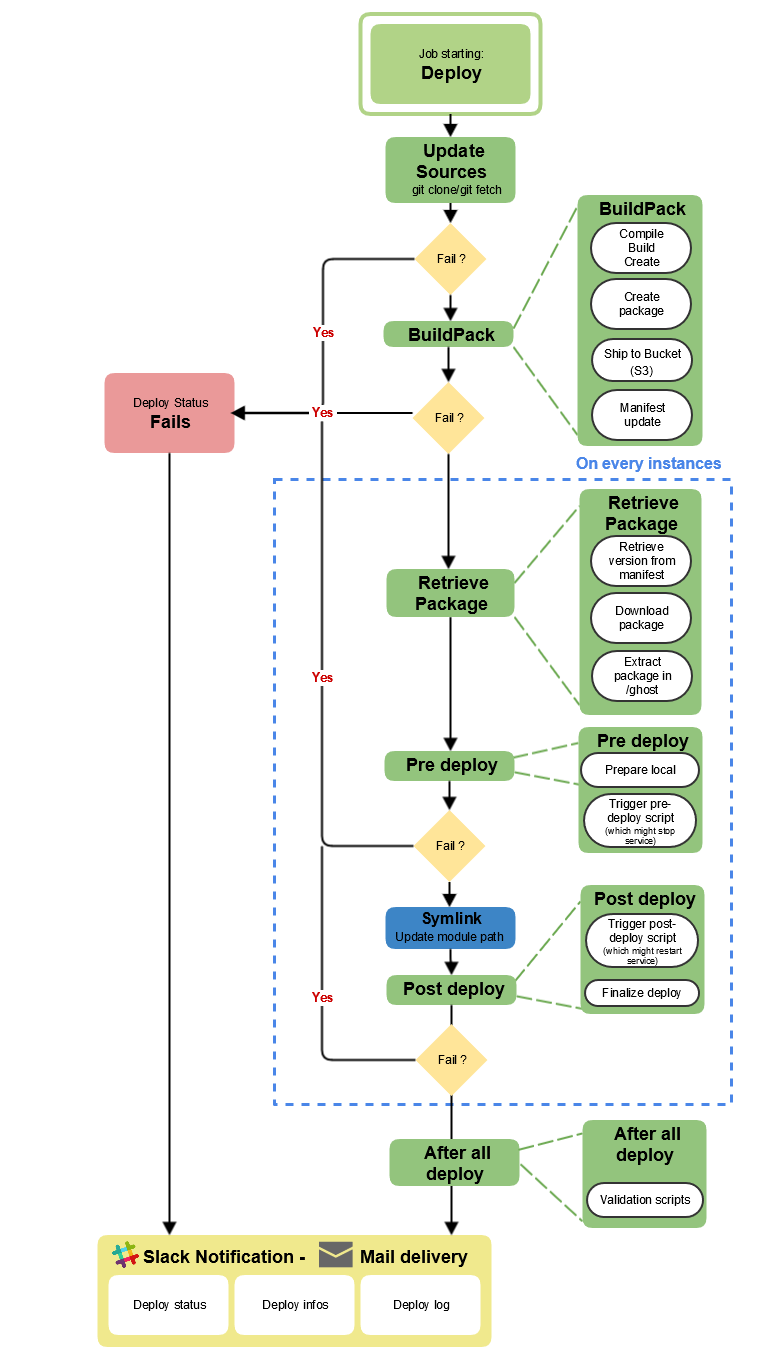 Job starting:
Deploy
Update
Sources
git clone/git fetch
Fail ?
Yes
BuildPack
BuildPack
Compile
Build
Create
Create
package
Ship to Bucket
(S3)
Manifest
update
Deploy Status
Fails
Yes
Fail ?
On every instances
Retrieve
Package
Retrieve
Package
Retrieve
version from
manifest
Download
package
Extract
package in
/ghost
Yes
Pre deploy
Pre deploy
Prepare local
Trigger pre-
deploy script
(which might stop
service)
Fail ?
Symlink
Update module path
Post deploy
Post deploy
Trigger post-
deploy script
(which might restart
service)
Finalize deploy
Yes
Fail ?
After all
deploy
After all
deploy
Validation scripts
Slack Notification - Mail delivery
Deploy status
Deploy infos
Deploy log